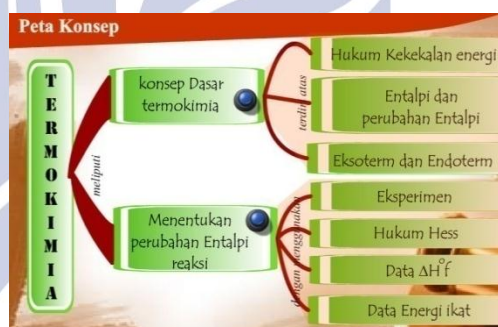 Peta Konsep
TERMOKIMIA
meliputi
konsep Dasar
termokimia
terdiri atas
Hukum Kekekalan energi
Entalpi dan
perubahan Entalpi
Eksoterm dan Endoterm
Menentukan
perubahan Entalpi
reaksi
dengan menggunakan
Eksperimen
Hukum Hess
Data ΔH°f
Data Energi ikat